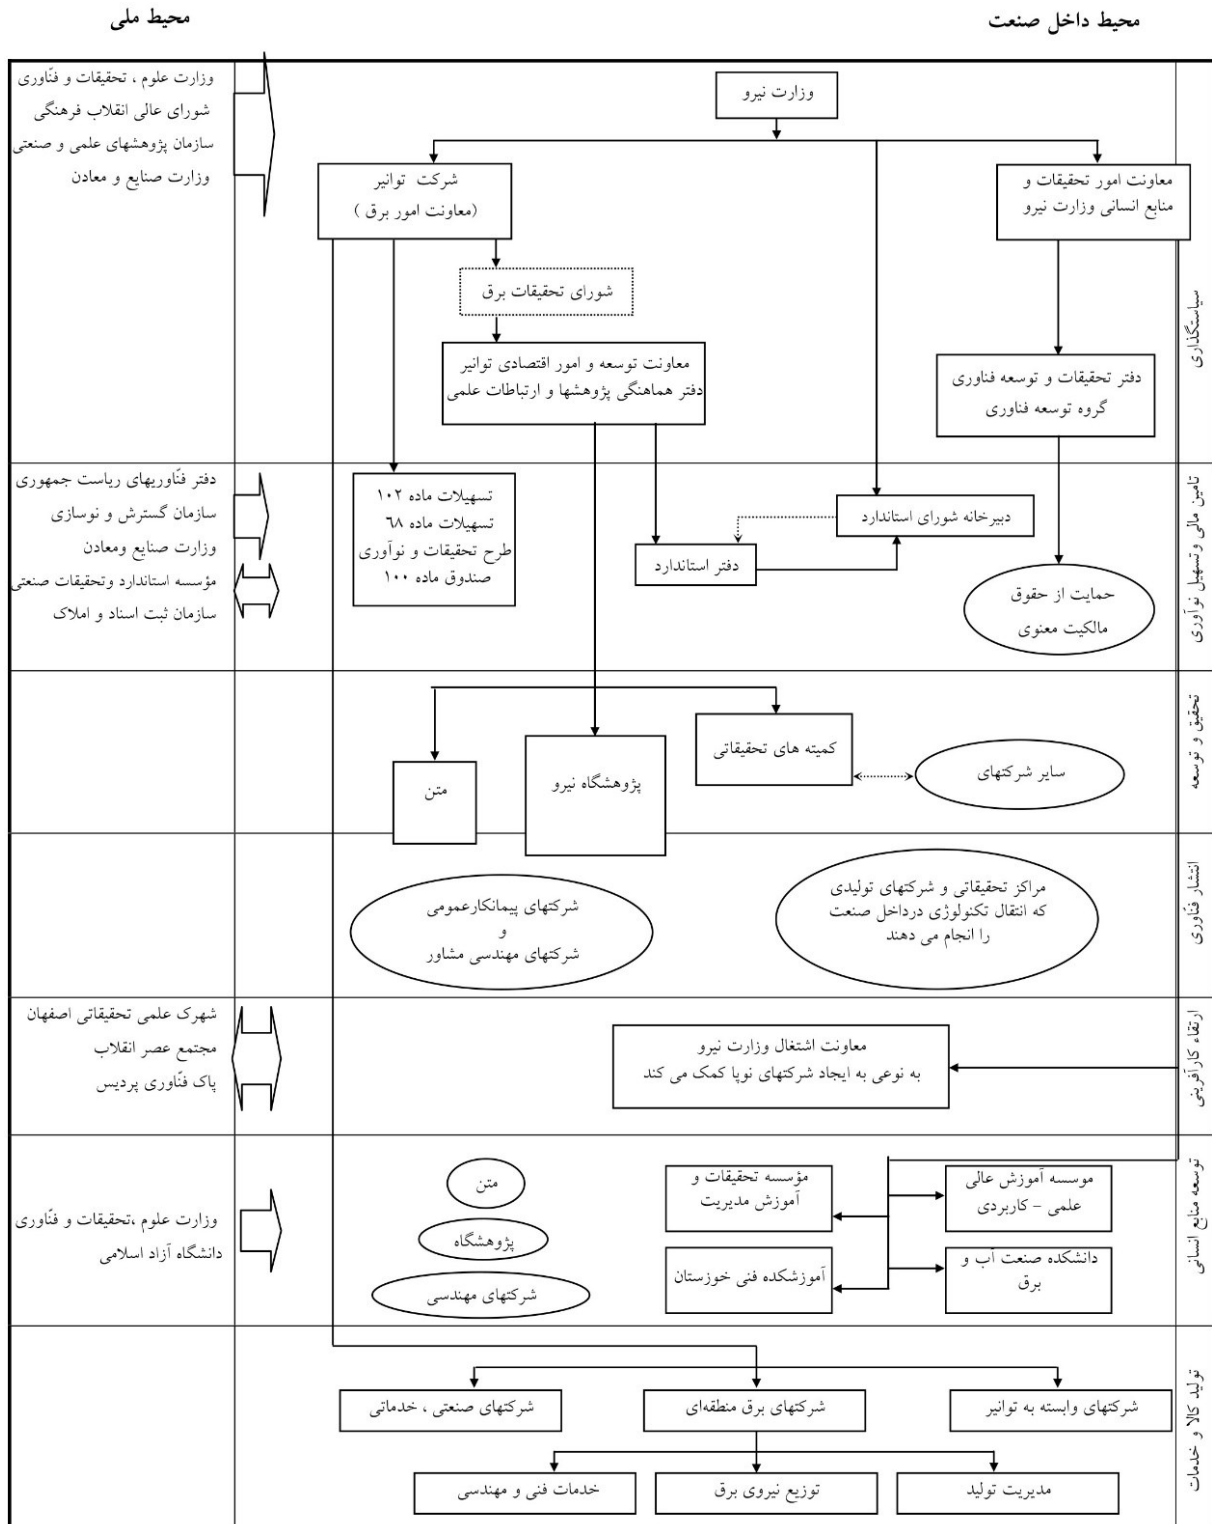 محیط داخل صنعت
محیط ملی
سیاستگذاری
وزارت نیرو
معاونت امور تحقیقات و
منابع انسانی وزارت نیرو
شرکت توانیر
(معاونت امور برق )
شورای تحقیقات برق
معاونت توسعه و امور اقتصادی توانیر
دفتر هماهنگی پژوهشها و ارتباطات علمی
دفتر تحقیقات و توسعه فناوری
گروه توسعه فناوری
وزارت علوم ، تحقیقات و فنّاوری
شورای عالی انقلاب فرهنگی
سازمان پژوهشهای علمی و صنعتی
وزارت صنایع و معادن
تامین مالی وتسهیل نوآوری
دبیرخانه شورای استاندارد
دفتر استاندارد
حمایت از حقوق
مالکیت معنوی
تسهیلات ماده ۱۰۲
تسهیلات ماده ۶۸
طرح تحقیقات و نوآوری
صندوق ماده ۱۰۰
دفتر فنّاوریهای ریاست جمهوری
سازمان گسترش و نوسازی
وزارت صنایع ومعادن
مؤسسه استاندارد وتحقیقات صنعتی
سازمان ثبت اسناد و املاک
تحقیق و توسعه
کمیته های تحقیقاتی
سایر شرکتهای
پژوهشگاه نیرو
متن
انتشار فنّاوری
مراکز تحقیقاتی و شرکتهای تولیدی
که انتقال تکنولوژی درداخل صنعت
را انجام می دهند
شرکتهای پیمانکارعمومی
و
شرکتهای مهندسی مشاور
ارتقاء کارآفرینی
معاونت اشتغال وزارت نیرو
به نوعی به ایجاد شرکتهای نوپا کمک می کند
شهرک علمی تحقیقاتی اصفهان
مجتمع عصر انقلاب
پاک فنّاوری پردیس
توسعه منابع انسانی
موسسه آموزش عالی
علمی – کاربردی
مؤسسه تحقیقات و
آموزش مدیریت
دانشکده صنعت آب و
برق
آموزشکده فنی خوزستان
متن
پژوهشگاه
شرکتهای مهندسی
وزارت علوم ،تحقیقات و فنّاوری
دانشگاه آزاد اسلامی
تولید کالا و خدمات
شرکتهای وابسته به توانیر
شرکتهای برق منطقه‌ای
شرکتهای صنعتی ، خدماتی
مدیریت تولید
توزیع نیروی برق
خدمات فنی و مهندسی